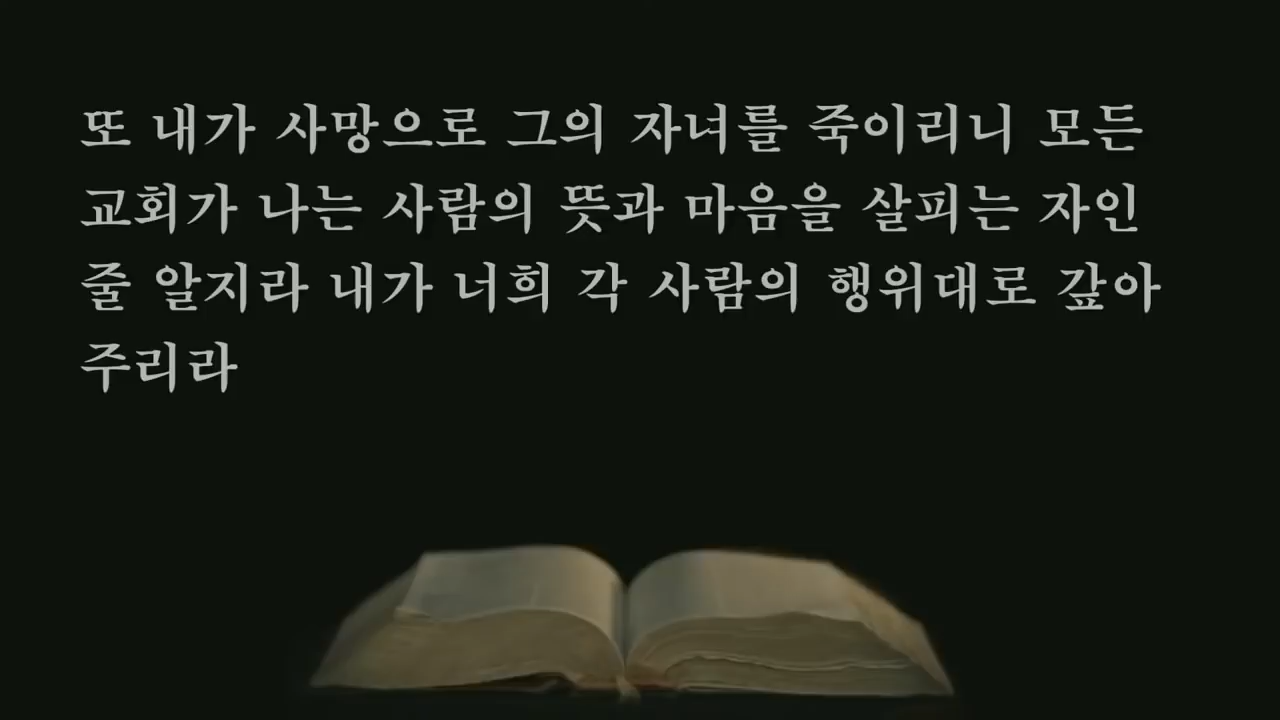 또 내가 사망으로 그의 자녀를 죽이리니 모든
교회가 나는 사람의 뜻과 마음을 살피는 자인
줄 알지라 내가 너희 각 사람의 행위대로 갚아
주리라